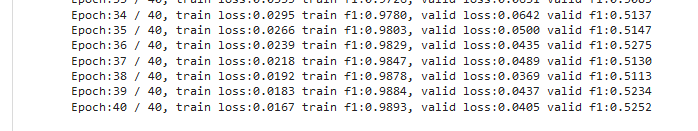 Epoch:34 / 40, train loss:0.0295 train f1:0.9780, valid loss:0.0642 valid f1:0.5137
Epoch:35 / 40, train loss:0.0266 train f1:0.9803, valid loss:0.0500 valid f1:0.5147
Epoch:36 / 40, train loss:0.0239 train f1:0.9829, valid loss:0.0435 valid f1:0.5275
Epoch:37 / 40, train loss:0.0218 train f1:0.9847, valid loss:0.0489 valid f1:0.5130
Epoch:38 / 40, train loss:0.0192 train f1:0.9878, valid loss:0.0369 valid f1:0.5113
Epoch:39 / 40, train loss:0.0183 train f1:0.9884, valid loss:0.0437 valid f1:0.5234
Epoch:40 / 40, train loss:0.0167 train f1:0.9893, valid loss:0.0405 valid f1:0.5252